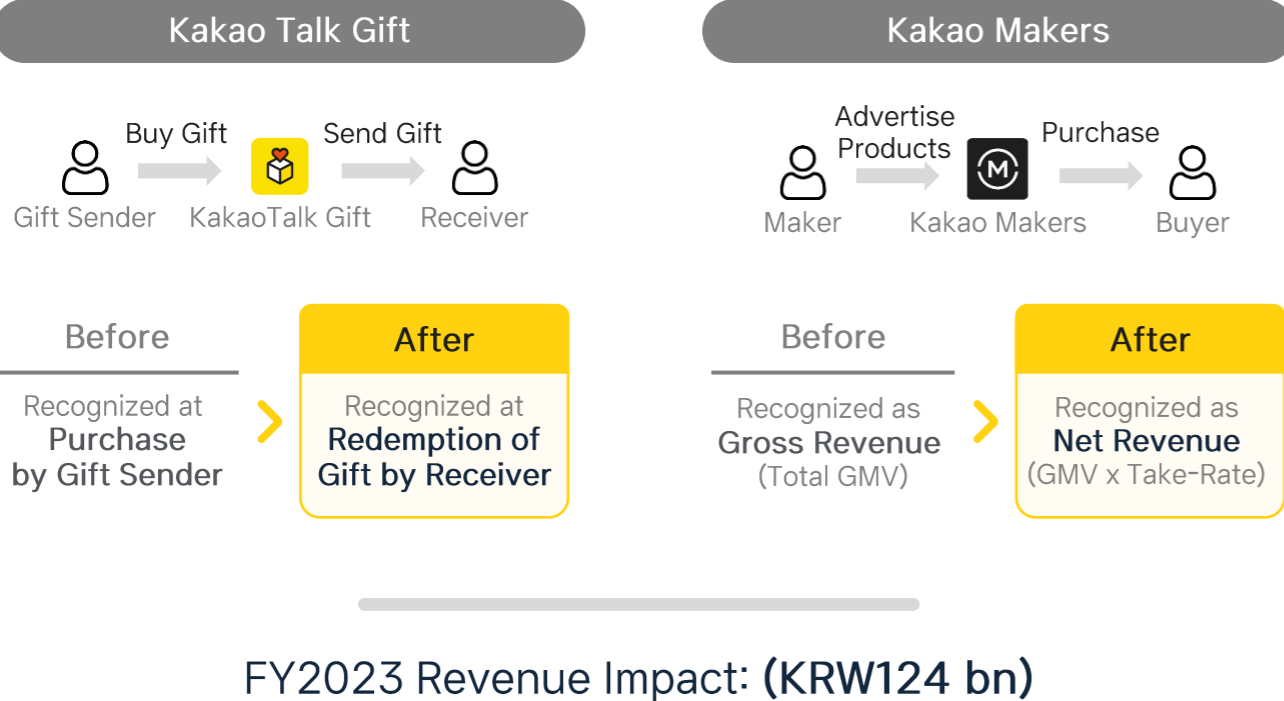 Kakao Talk Gift
Buy Gift
Send Gift
Gift Sender
KakaoTalk Gift
Receiver
Before
Recognized at
Purchase
by Gift Sender
After
Recognized at
Redemption of
Gift by Receiver
Kakao Makers
Advertise
Products
M
Purchase
Maker
Kakao Makers
Buyer
Before
Recognized as
Gross Revenue
(Total GMV)
After
Recognized as
Net Revenue
(GMV x Take-Rate)
FY2023 Revenue Impact: (KRW124 bn)